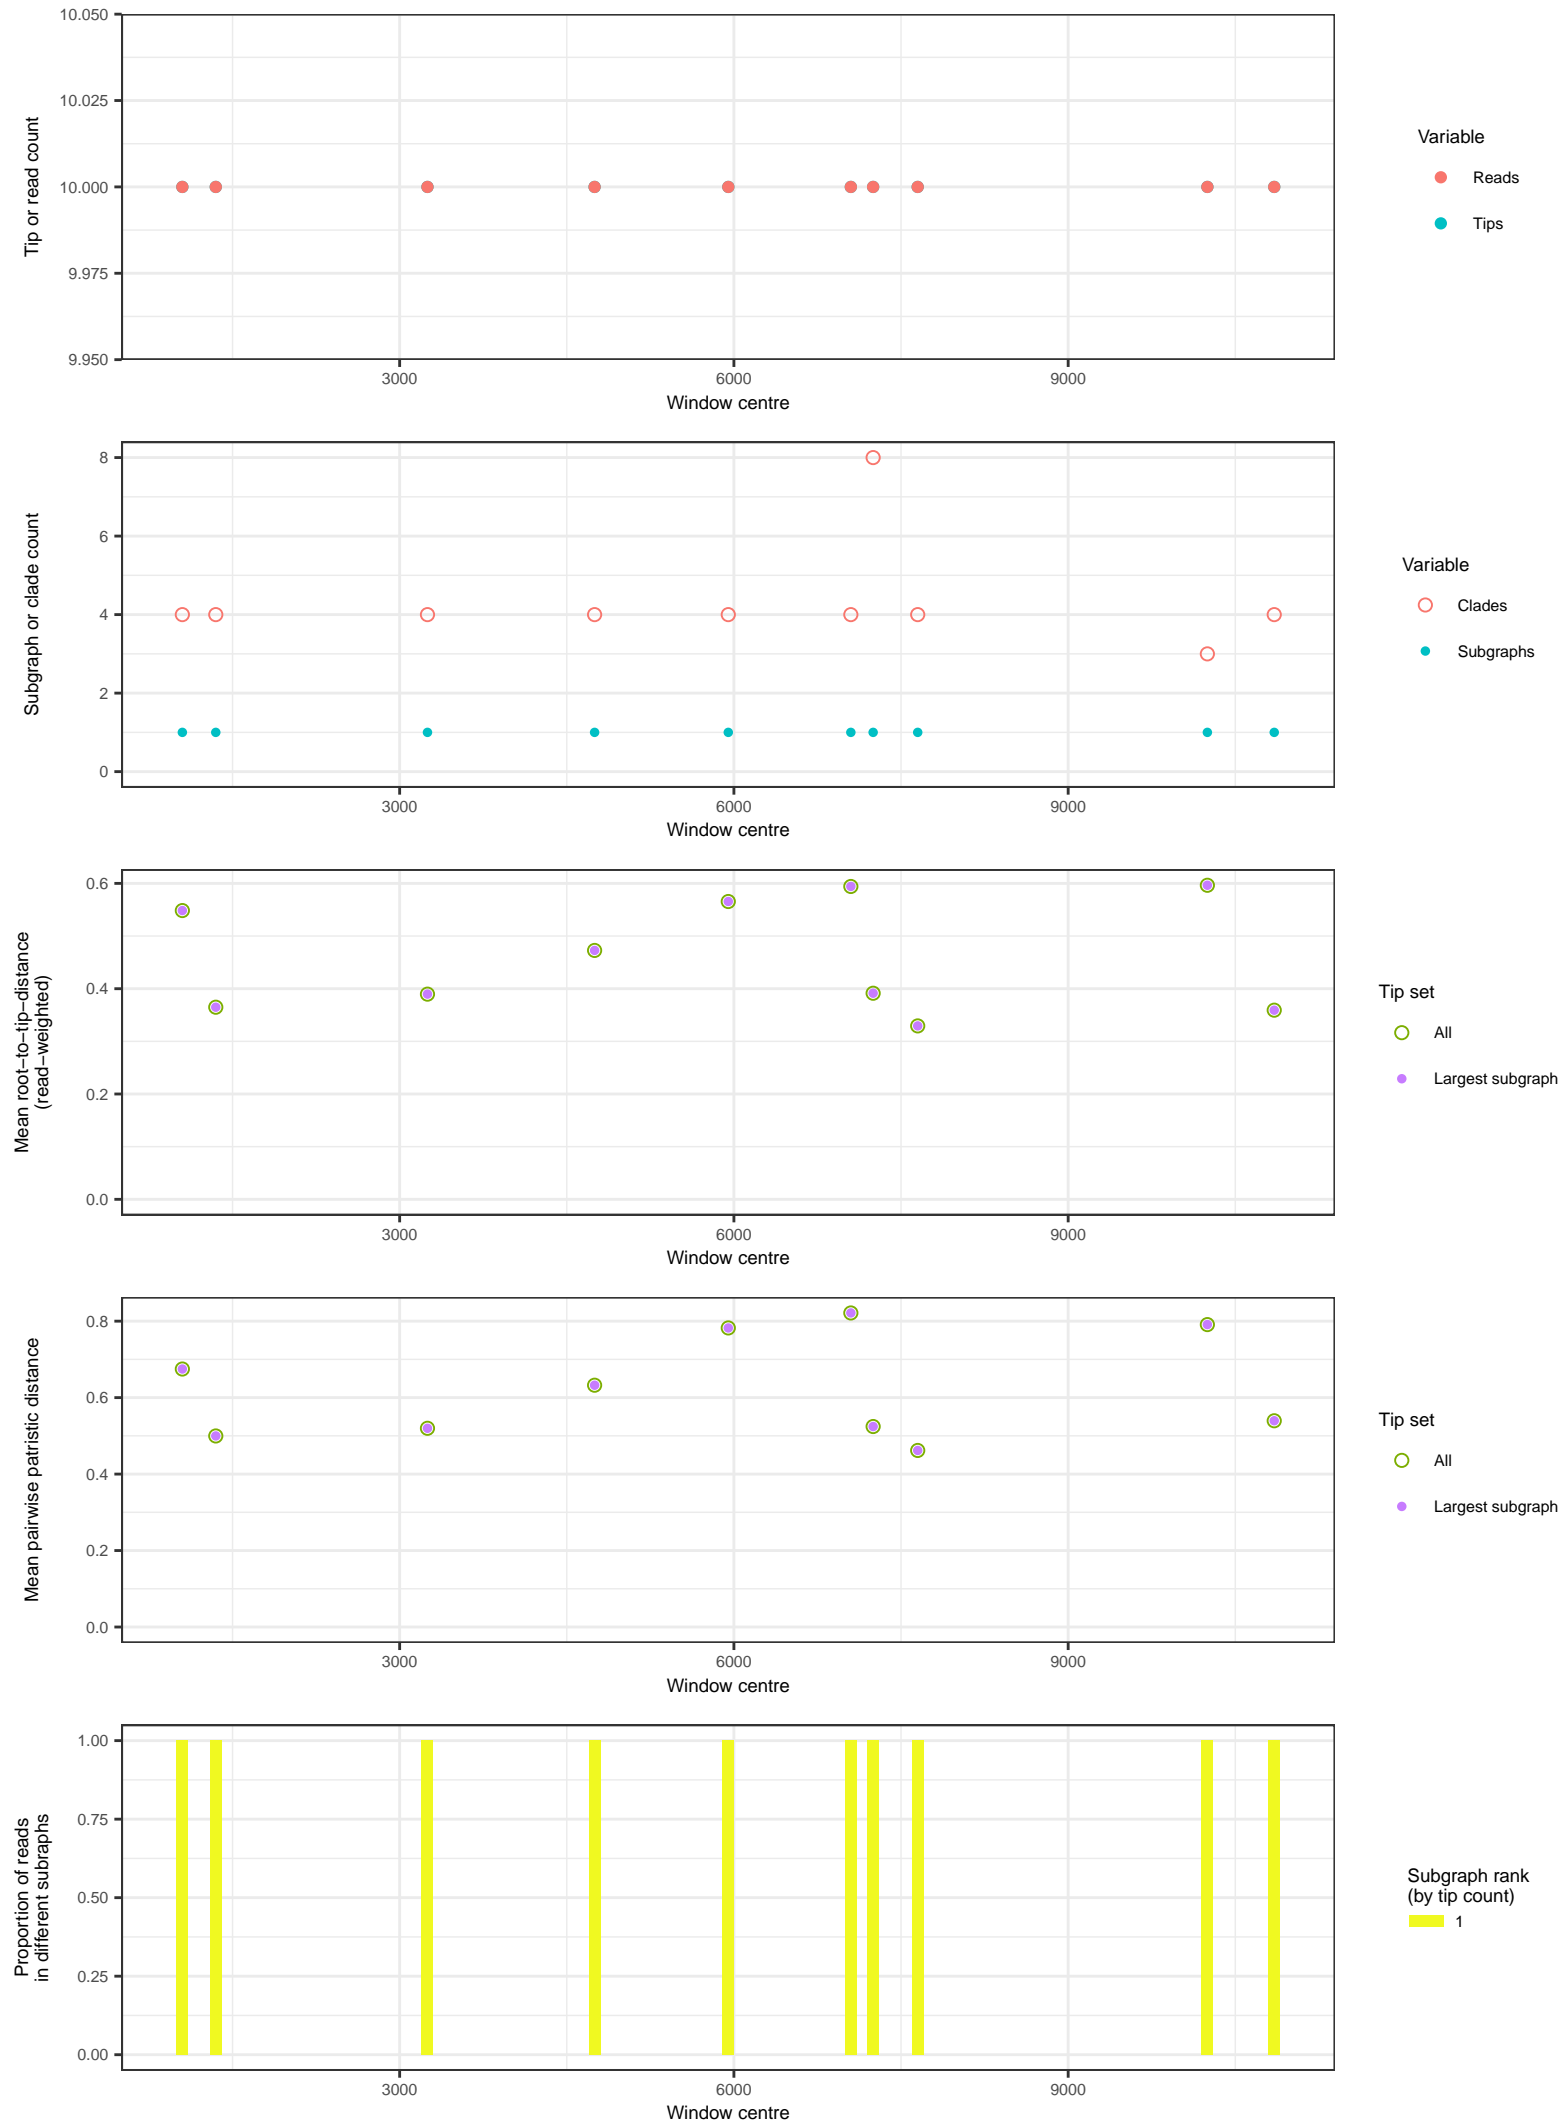 10.050
10.025
10.000
9.975
9.950
Tip or read count
3000
6000
9000
Window centre
Variable
Reads
Tips
8
6
4
2
0
Subgraph or clade count
3000
6000
9000
Window centre
Variable
Clades
Subgraphs
0.6
0.4
0.2
0.0
Mean root−to−tip−distance
(read−weighted)
3000
6000
9000
Window centre
Tip set
All
Largest subgraph
0.8
0.6
0.4
0.2
0.0
Mean pairwise patristic distance
3000
6000
9000
Window centre
Tip set
All
Largest subgraph
1.00
0.75
0.50
0.25
0.00
Proportion of reads
in different subraphs
3000
6000
9000
Window centre
Subgraph rank
(by tip count)
1